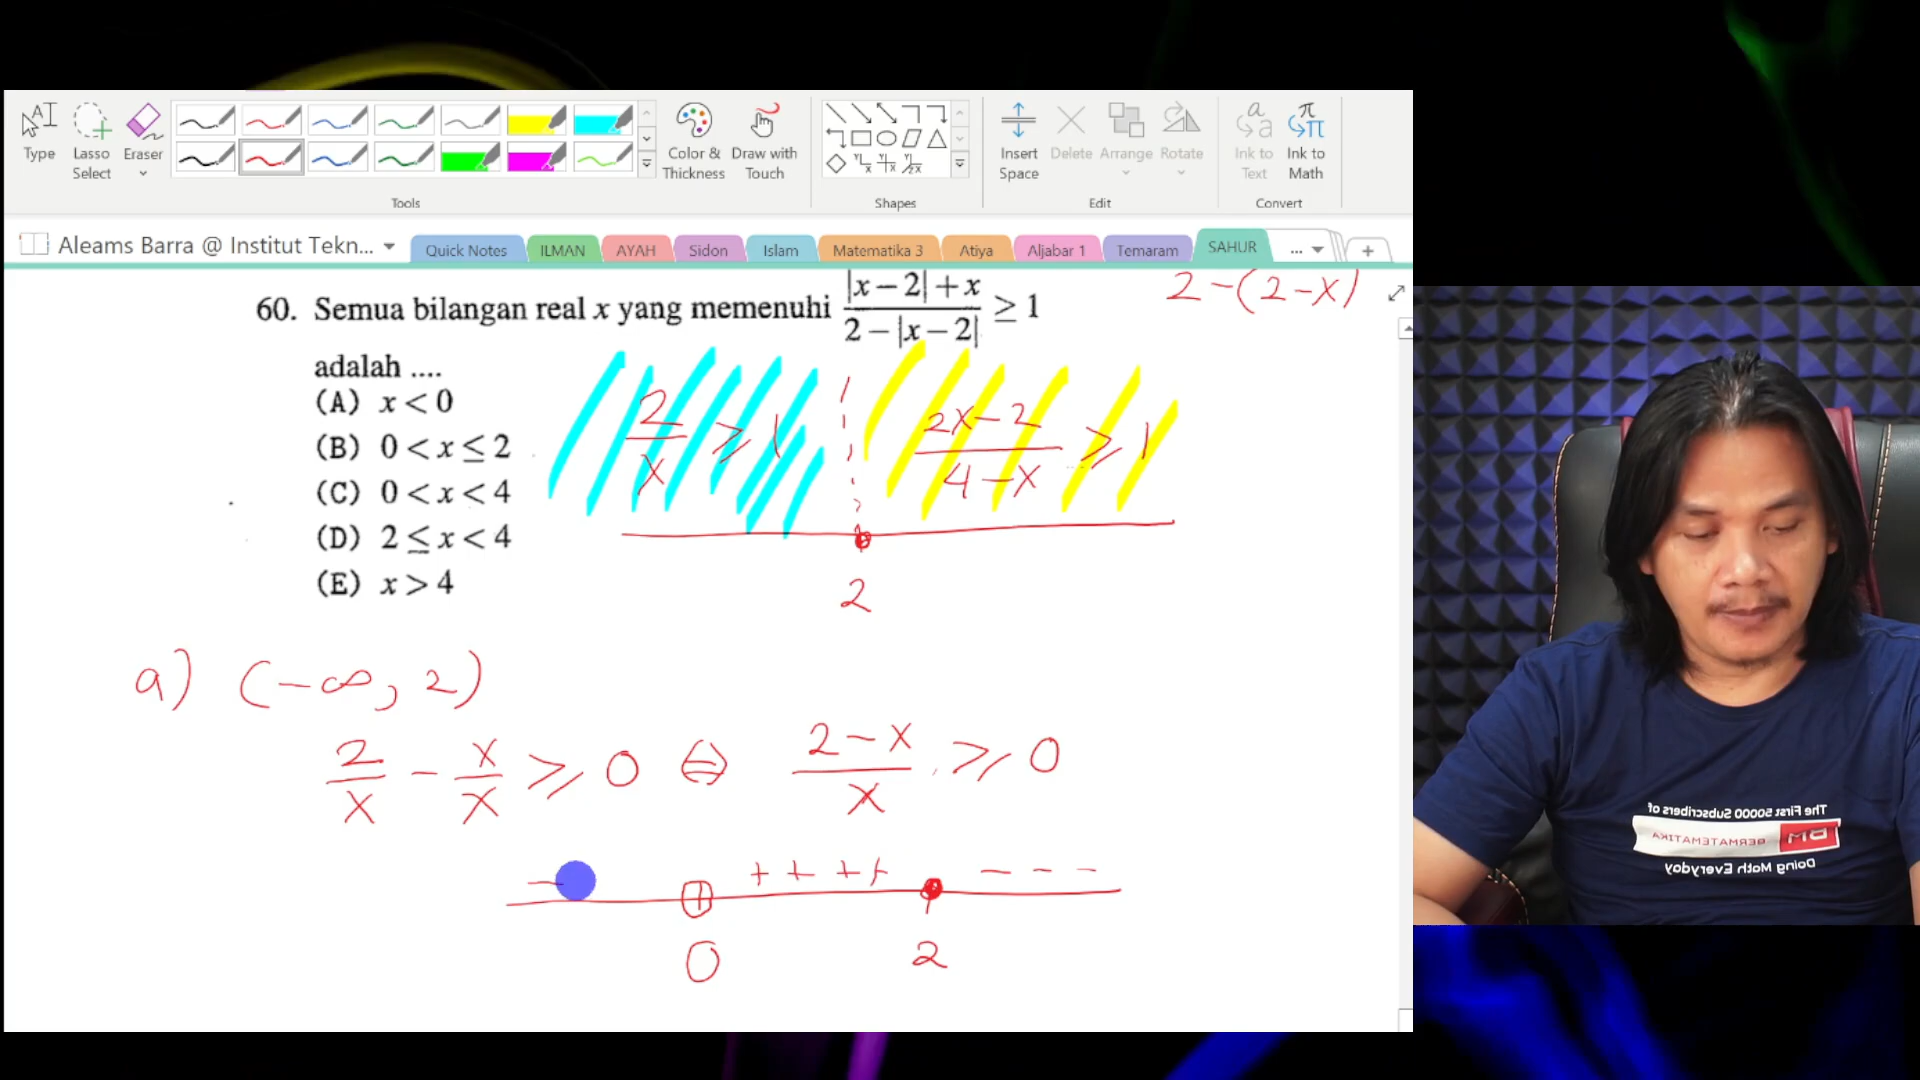 Type
Lasso Select
Eraser
Color & Thickness
Draw with Touch
Insert Space
Delete
Arrange
Rotate
Ink to Text
Ink to Math
Tools
Shapes
Edit
Convert
Aleams Barra @ Institut Tekn...
Quick Notes
ILMAN
AYAH
Sidon
Islam
Matematika 3
Atiya
Aljabar 1
Temaram
SAHUR
...
+
60. Semua bilangan real x yang memenuhi (|x − 2| + x)/(2 − |x − 2|) ≥ 1
2-(2-x)
adalah ....
(A) x < 0
(B) 0 < x ≤ 2
(C) 0 < x < 4
(D) 2 ≤ x < 4
(E) x > 4
2/x ≥ 1
(2x-2)/(4-x) ≥ 1
2
a) (-∞, 2)
2/x - x/x ≥ 0 ⇔ (2-x)/x ≥ 0
- + + + + - - -
0 2
The First 50000 Subscribers of
BM BERMATEMATIKA
Doing Math Everyday